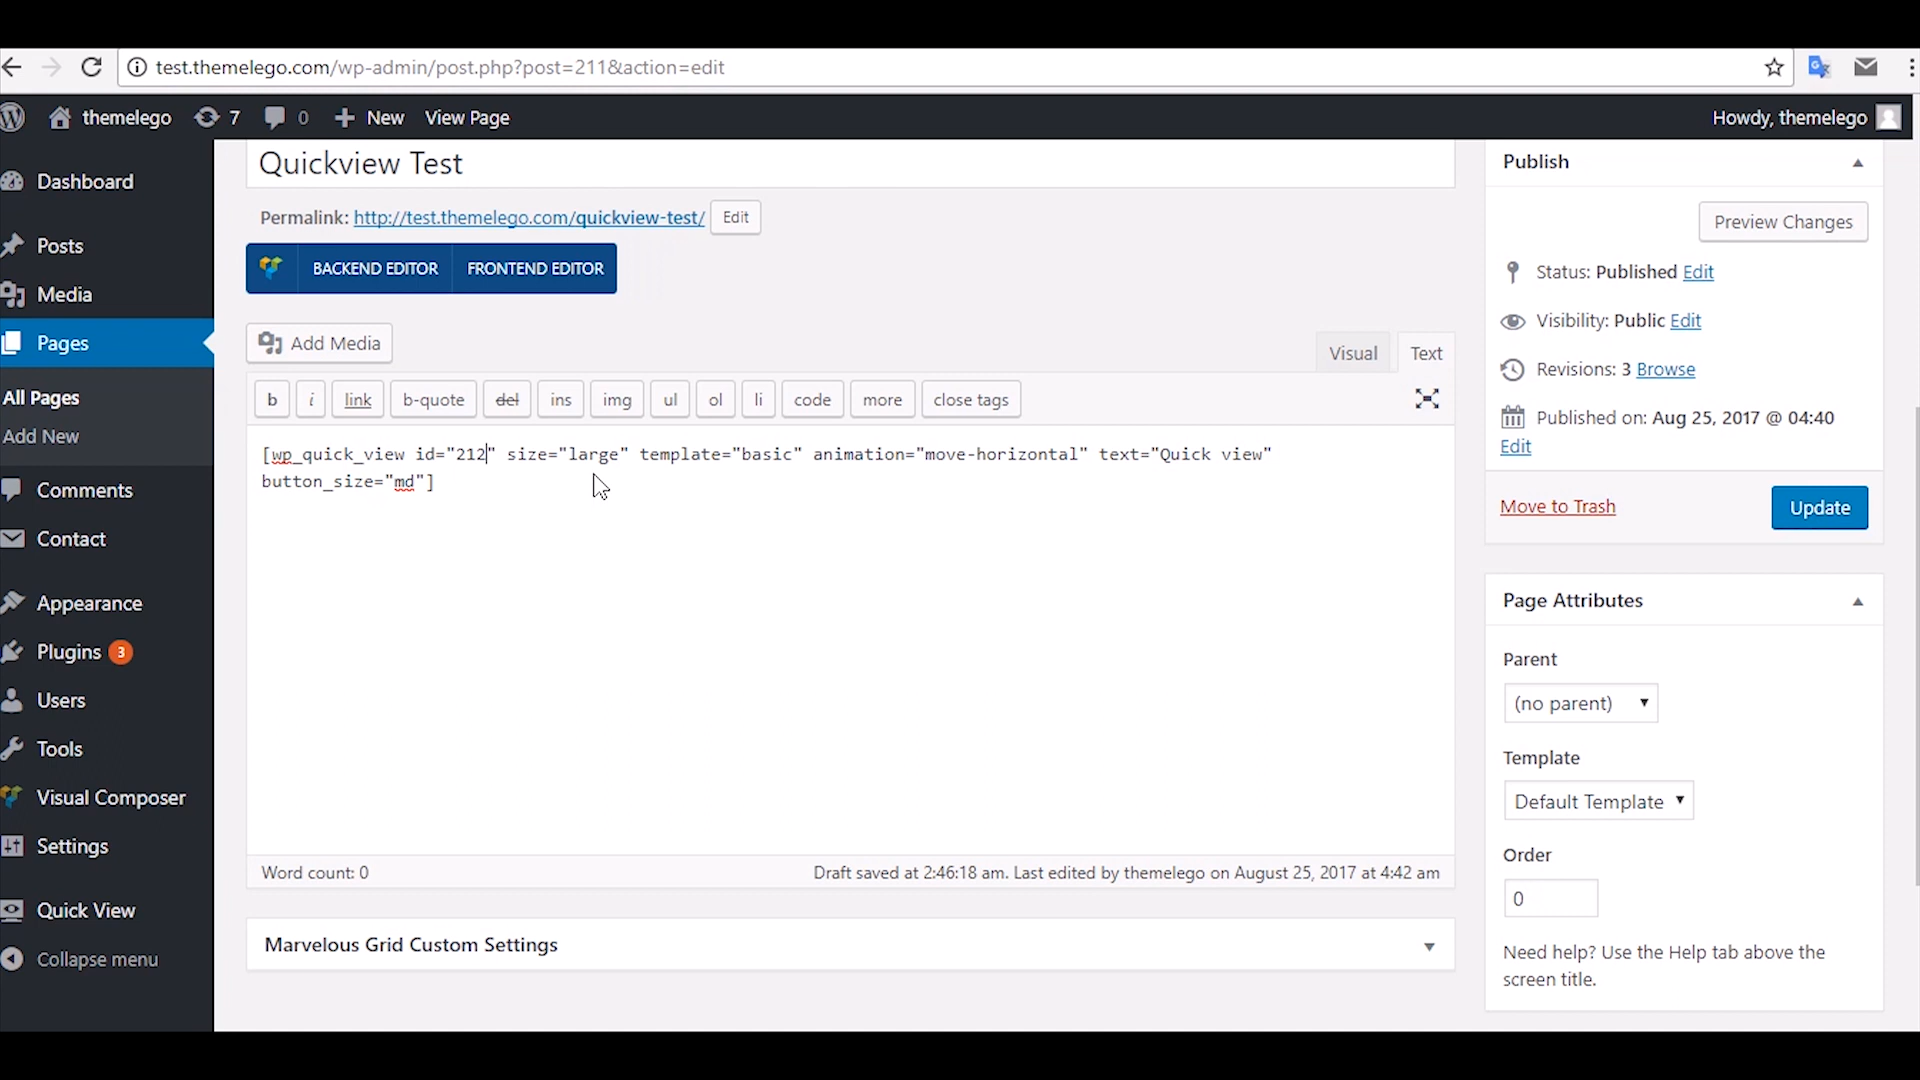 test.themelego.com/wp-admin/post.php?post=211&action=edit
themelego 7 0 New View Page Howdy, themelego
Dashboard
Posts
Media
Pages
All Pages
Add New
Comments
Contact
Appearance
Plugins 3
Users
Tools
Visual Composer
Settings
Quick View
Collapse menu
Quickview Test
Permalink: http://test.themelego.com/quickview-test/ Edit
BACKEND EDITOR FRONTEND EDITOR
Add Media
Visual Text
b i link b-quote del ins img ul ol li code more close tags
[wp_quick_view id="212" size="large" template="basic" animation="move-horizontal" text="Quick view"
button_size="md"]
Word count: 0 Draft saved at 2:46:18 am. Last edited by themelego on August 25, 2017 at 4:42 am
Marvelous Grid Custom Settings
Publish
Preview Changes
Status: Published Edit
Visibility: Public Edit
Revisions: 3 Browse
Published on: Aug 25, 2017 @ 04:40
Edit
Move to Trash Update
Page Attributes
Parent
(no parent)
Template
Default Template
Order
0
Need help? Use the Help tab above the
screen title.